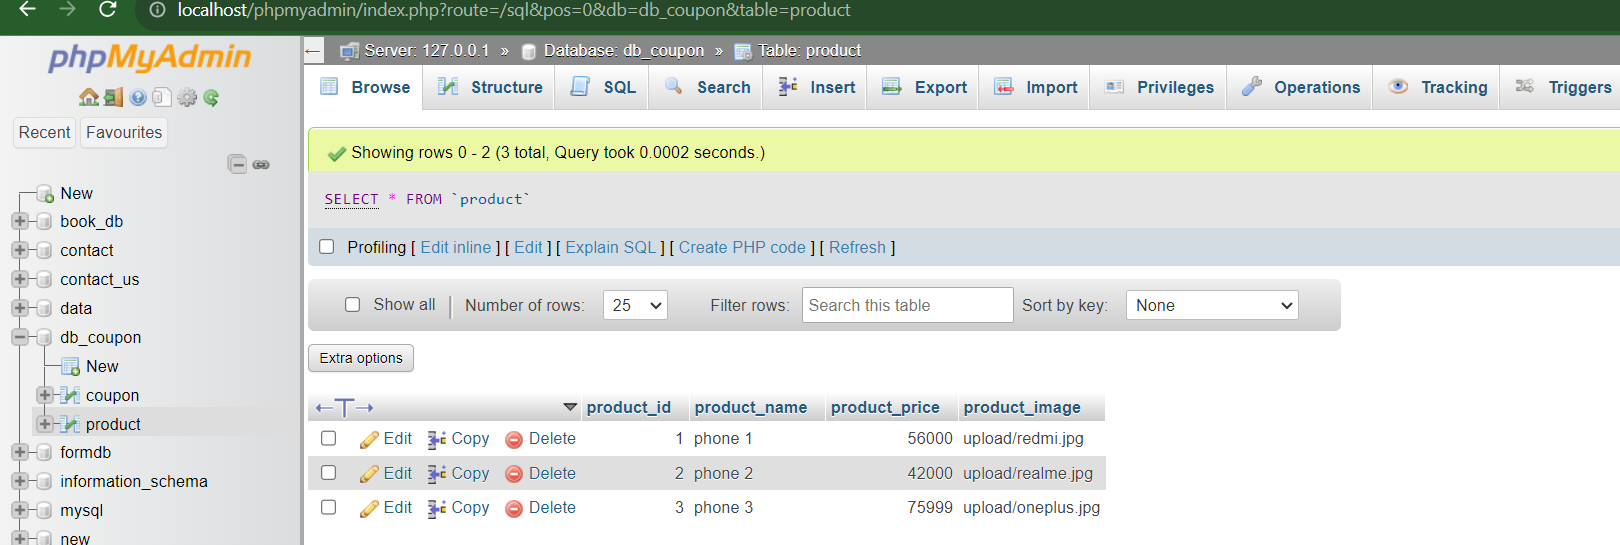 localhost/phpmyadmin/index.php?route=/sql&pos=0&db=db_coupon&table=product
phpMyAdmin
Recent Favourites
New
book_db
contact
contact_us
data
db_coupon
New
coupon
product
formdb
information_schema
mysql
new
Server: 127.0.0.1 » Database: db_coupon » Table: product
Browse Structure SQL Search Insert Export Import Privileges Operations Tracking Triggers
Showing rows 0 - 2 (3 total, Query took 0.0002 seconds.)
SELECT * FROM `product`
Profiling [ Edit inline ] [ Edit ] [ Explain SQL ] [ Create PHP code ] [ Refresh ]
Show all Number of rows: 25 Filter rows: Search this table Sort by key: None
Extra options
←T→ product_id product_name product_price product_image
Edit Copy Delete 1 phone 1 56000 upload/redmi.jpg
Edit Copy Delete 2 phone 2 42000 upload/realme.jpg
Edit Copy Delete 3 phone 3 75999 upload/oneplus.jpg